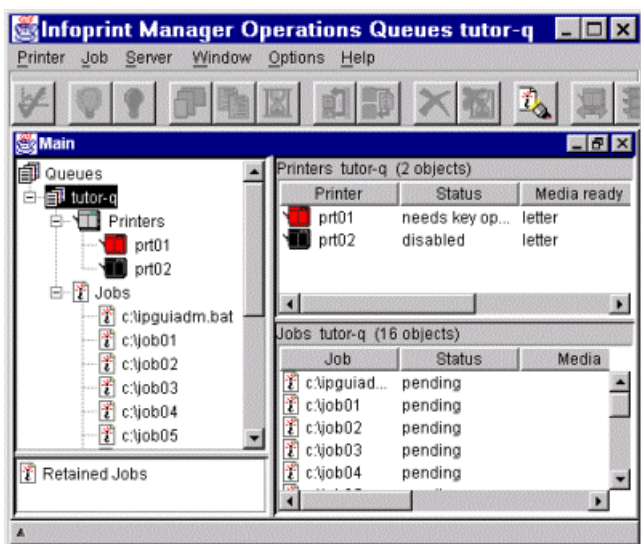 Infoprint Manager Operations Queues tutor-q
Printer Job Server Window Options Help
Main
Queues
tutor-q
Printers
prt01
prt02
Jobs
c:\ipguiadm.bat
c:\job01
c:\job02
c:\job03
c:\job04
c:\job05
Retained Jobs
Printers tutor-q (2 objects)
Printer Status Media ready
prt01 needs key op... letter
prt02 disabled letter
Jobs tutor-q (16 objects)
Job Status Media
c:\ipguiad... pending
c:\job01 pending
c:\job02 pending
c:\job03 pending
c:\job04 pending